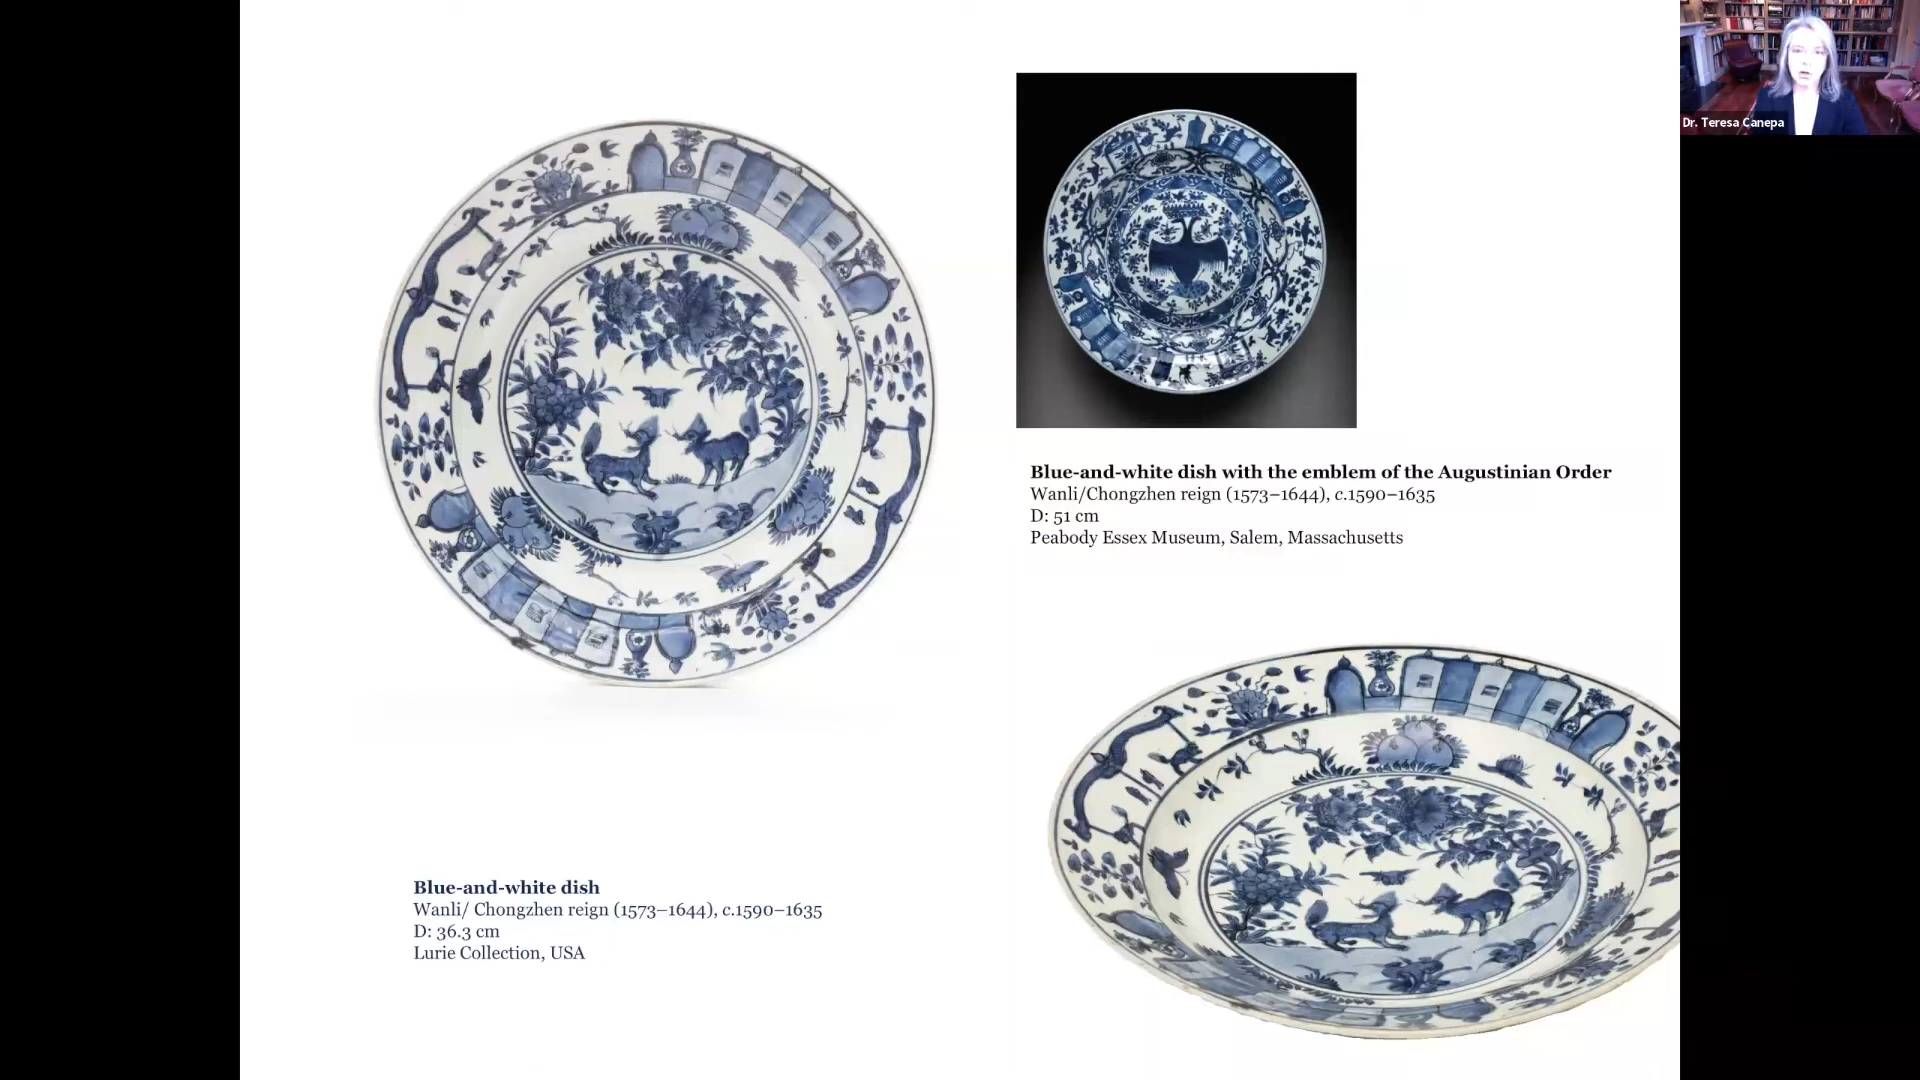 Dr. Teresa Canepa
Blue-and-white dish with the emblem of the Augustinian Order
Wanli/Chongzhen reign (1573–1644), c.1590–1635
D: 51 cm
Peabody Essex Museum, Salem, Massachusetts
Blue-and-white dish
Wanli/ Chongzhen reign (1573–1644), c.1590–1635
D: 36.3 cm
Lurie Collection, USA